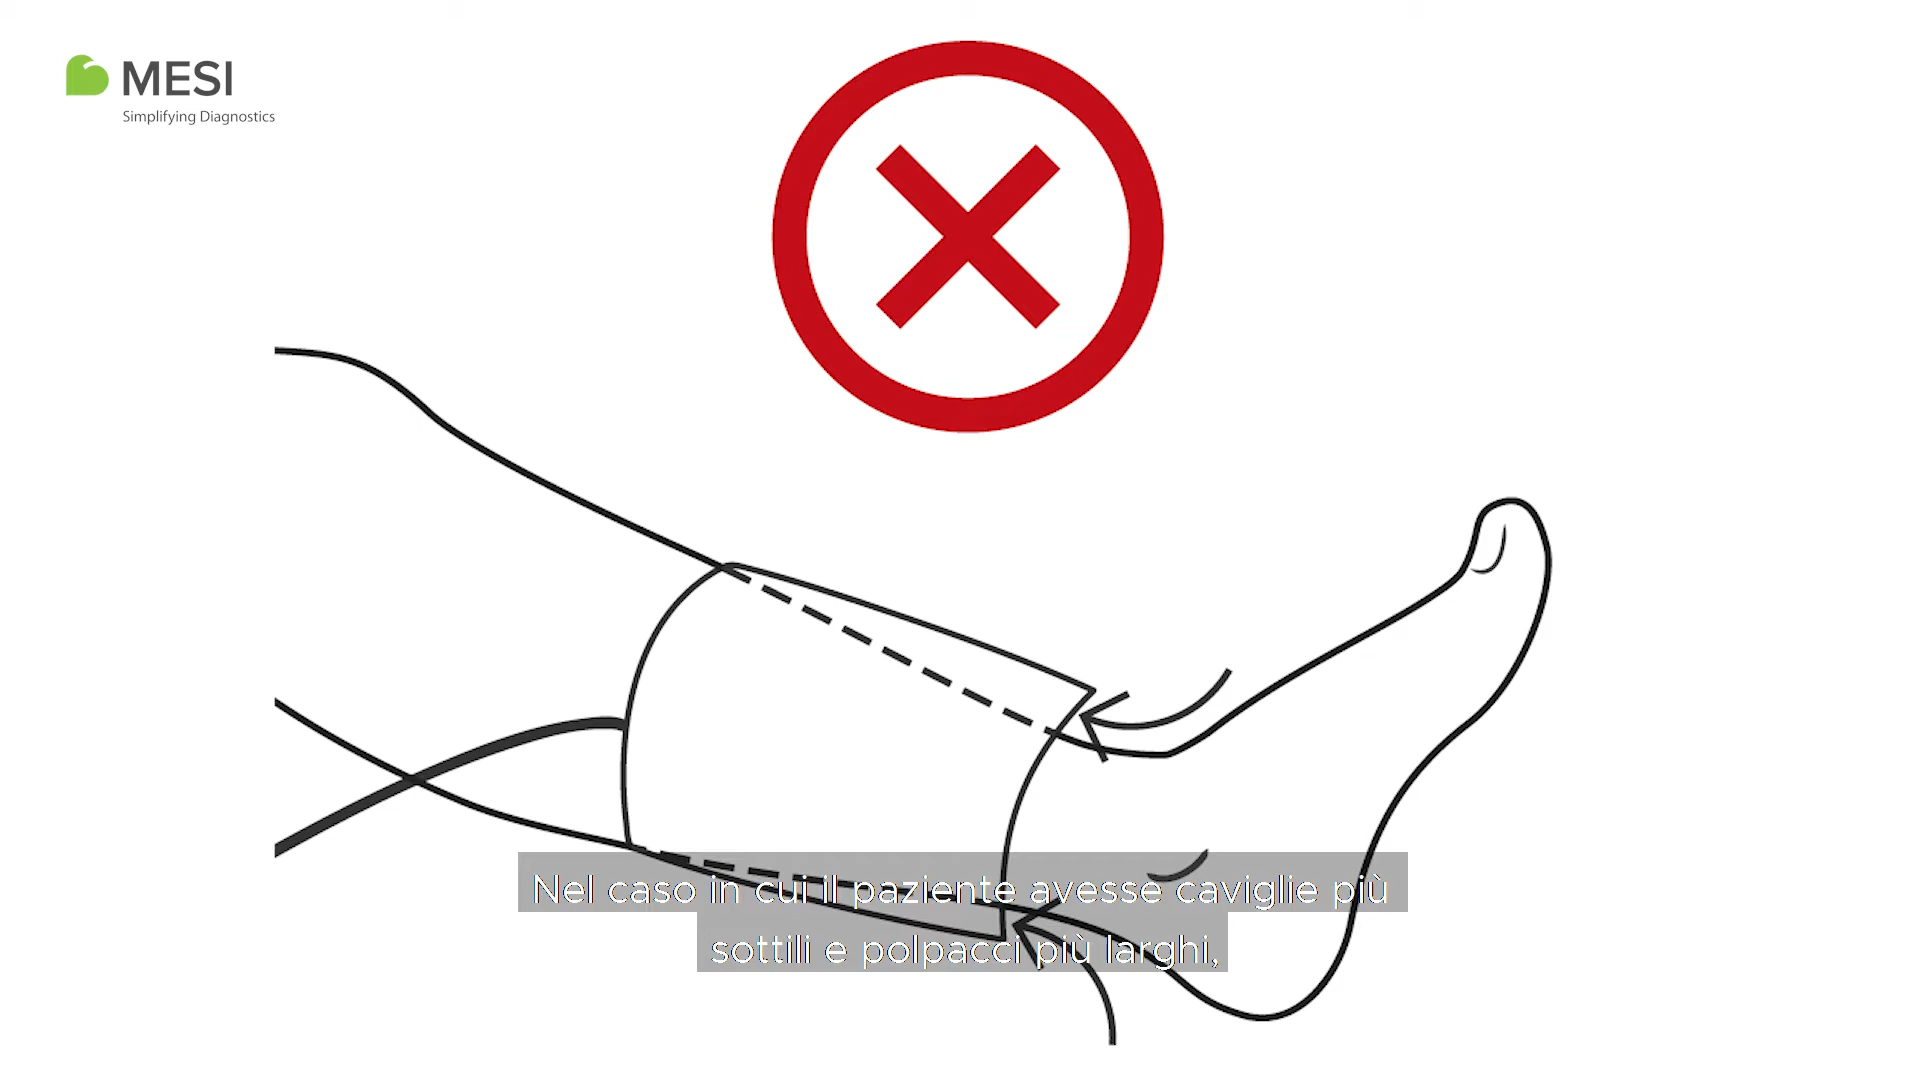 MESI
Simplifying Diagnostics
Nel caso in cui il paziente avesse caviglie più
sottili e polpacci più larghi,